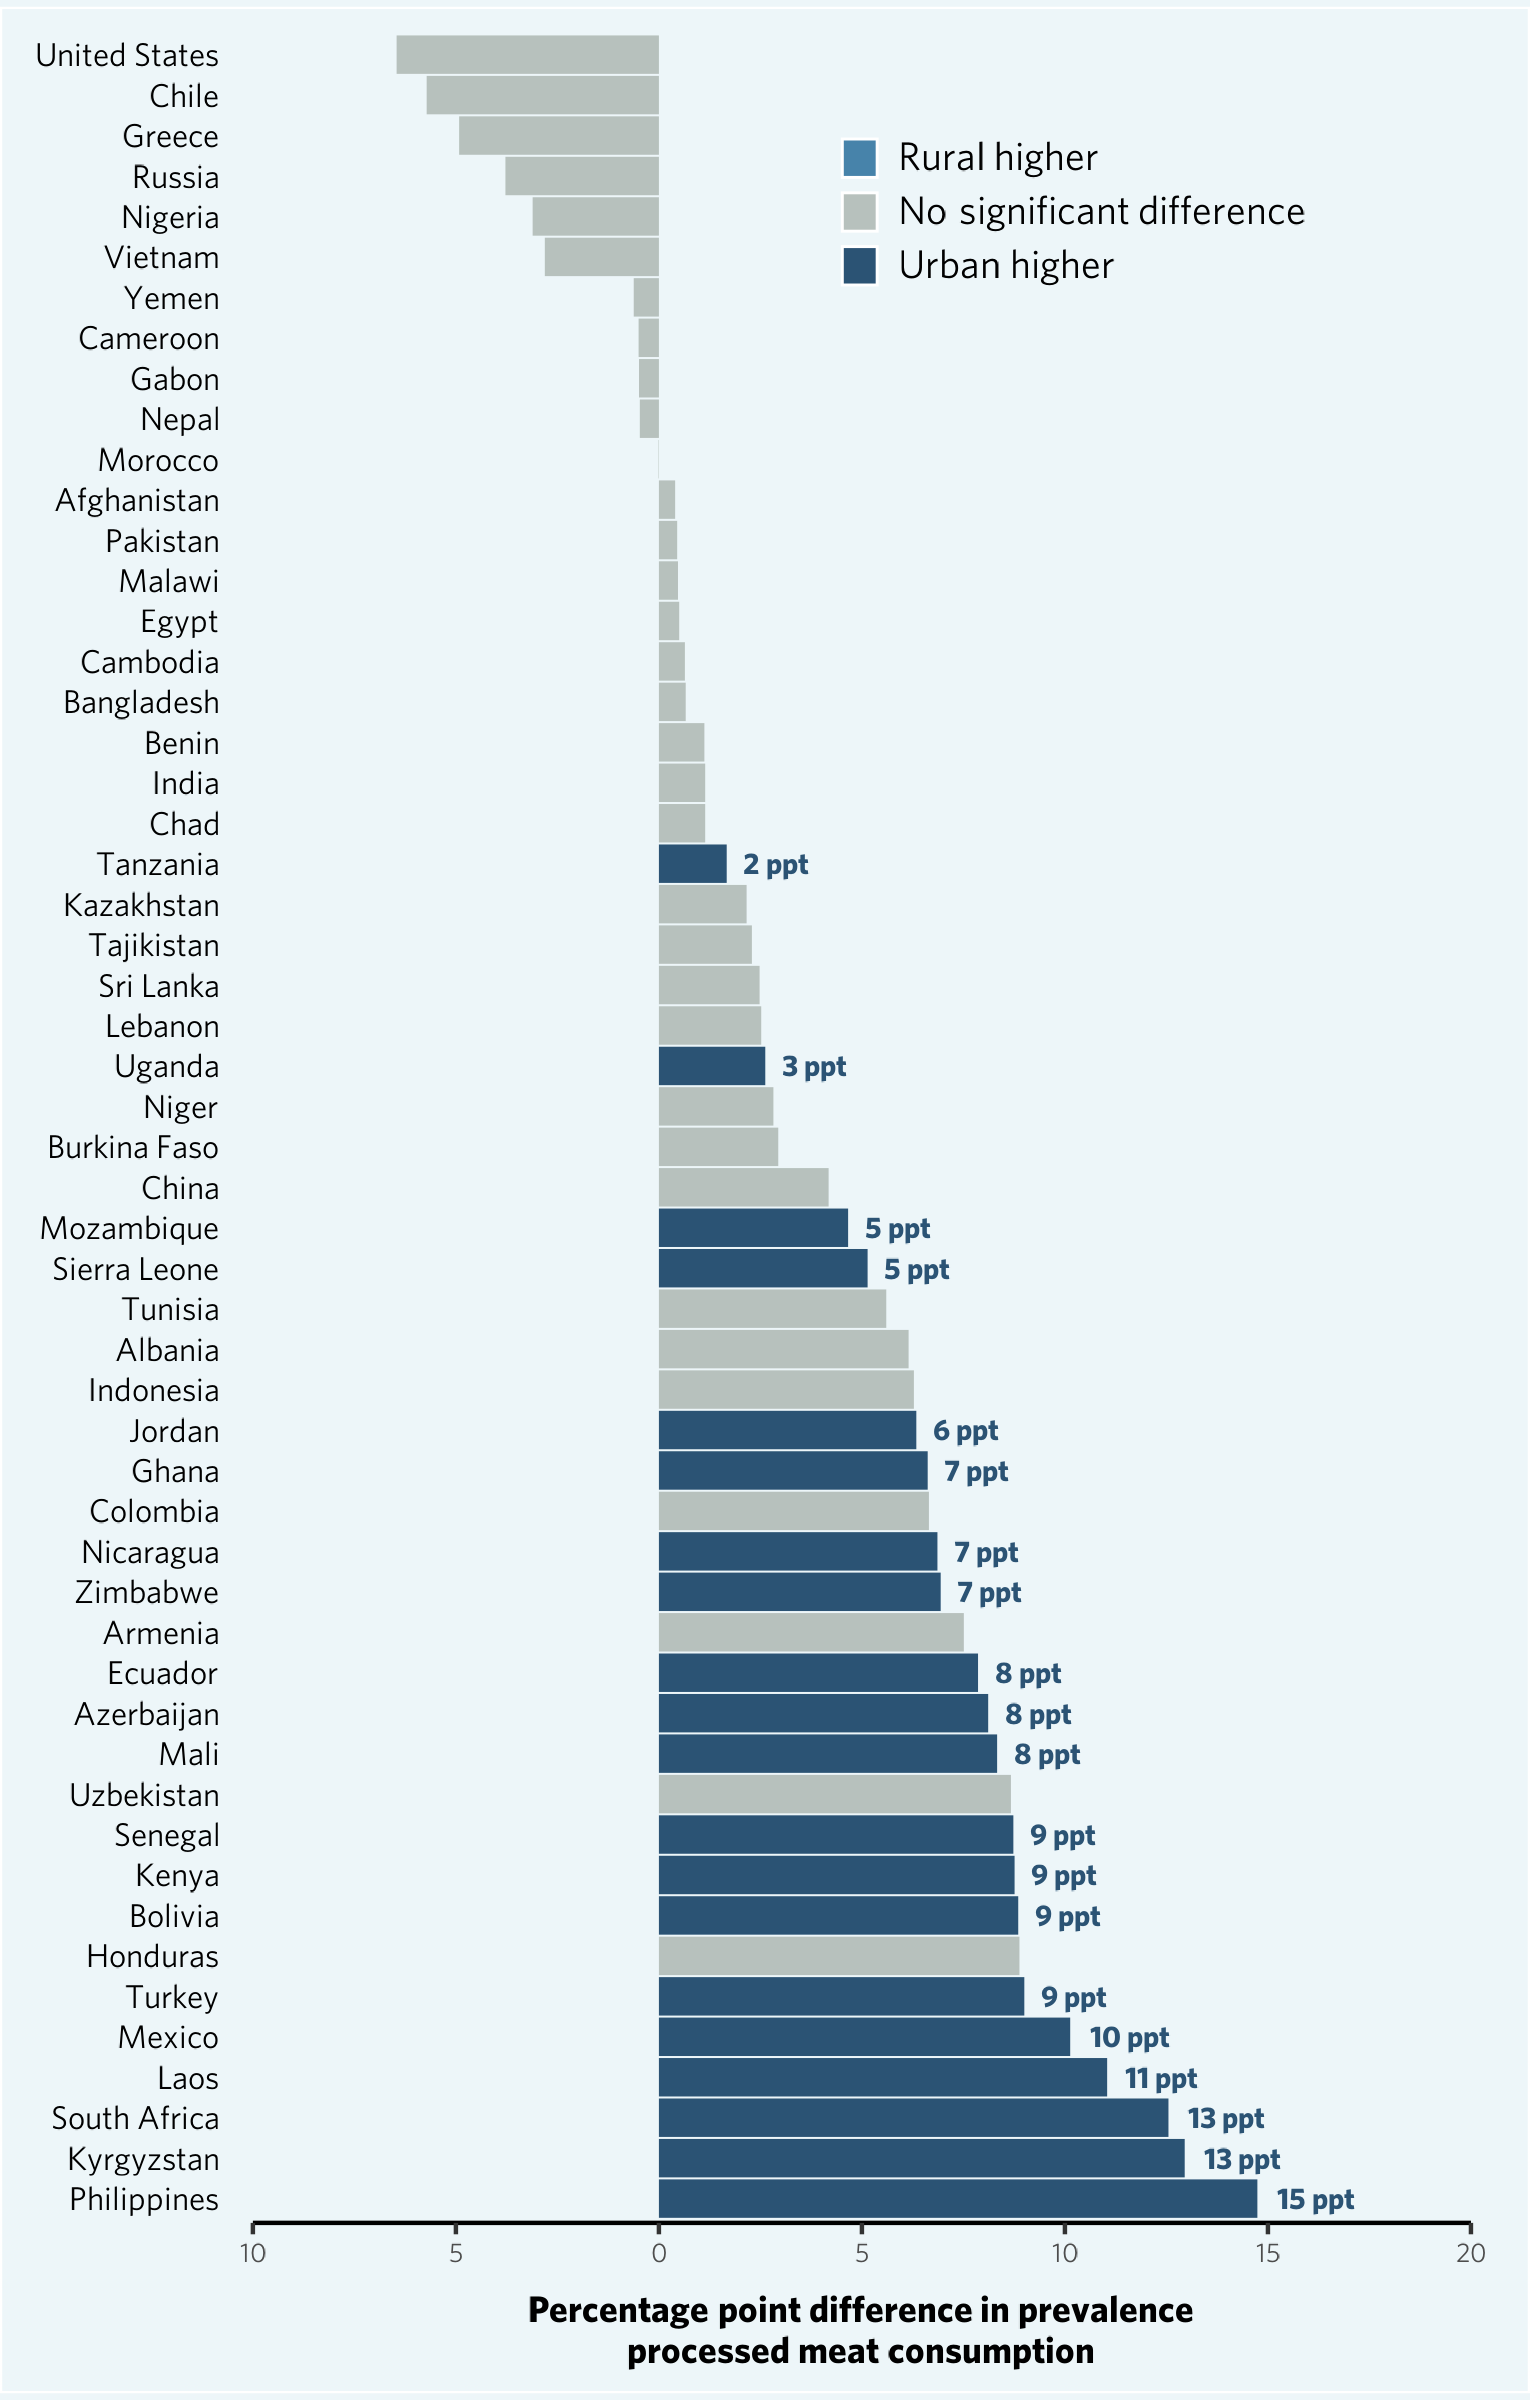 United States
Chile
Greece
Russia
Nigeria
Vietnam
Yemen
Cameroon
Gabon
Nepal
Morocco
Afghanistan
Pakistan
Malawi
Egypt
Cambodia
Bangladesh
Benin
India
Chad
Tanzania 2 ppt
Kazakhstan
Tajikistan
Sri Lanka
Lebanon
Uganda 3 ppt
Niger
Burkina Faso
China
Mozambique 5 ppt
Sierra Leone 5 ppt
Tunisia
Albania
Indonesia
Jordan 6 ppt
Ghana 7 ppt
Colombia
Nicaragua 7 ppt
Zimbabwe 7 ppt
Armenia
Ecuador 8 ppt
Azerbaijan 8 ppt
Mali 8 ppt
Uzbekistan
Senegal 9 ppt
Kenya 9 ppt
Bolivia 9 ppt
Honduras
Turkey 9 ppt
Mexico 10 ppt
Laos 11 ppt
South Africa 13 ppt
Kyrgyzstan 13 ppt
Philippines 15 ppt
Rural higher
No significant difference
Urban higher
10 5 0 5 10 15 20
Percentage point difference in prevalence
processed meat consumption